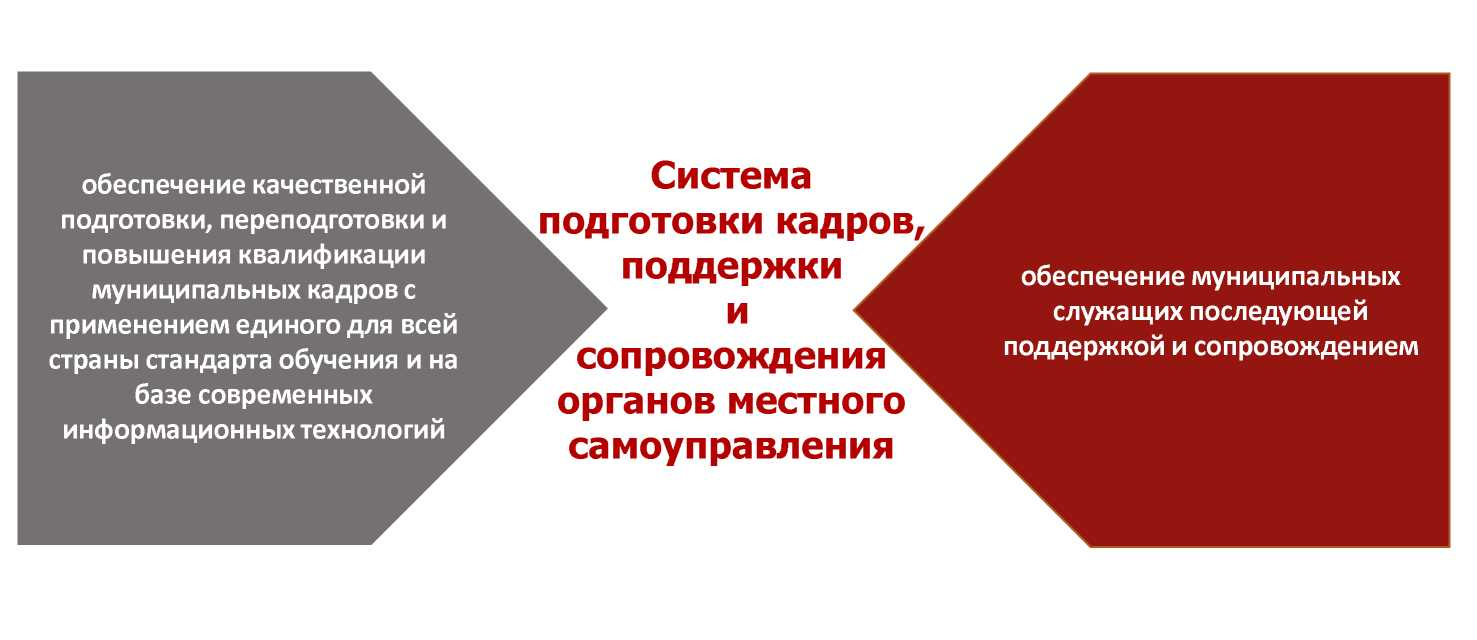 обеспечение качественной
подготовки, переподготовки и
повышения квалификации
муниципальных кадров с
применением единого для всей
страны стандарта обучения и на
базе современных
информационных технологий
Система
подготовки кадров,
поддержки
и
сопровождения
органов местного
самоуправления
обеспечение муниципальных
служащих последующей
поддержкой и сопровождением